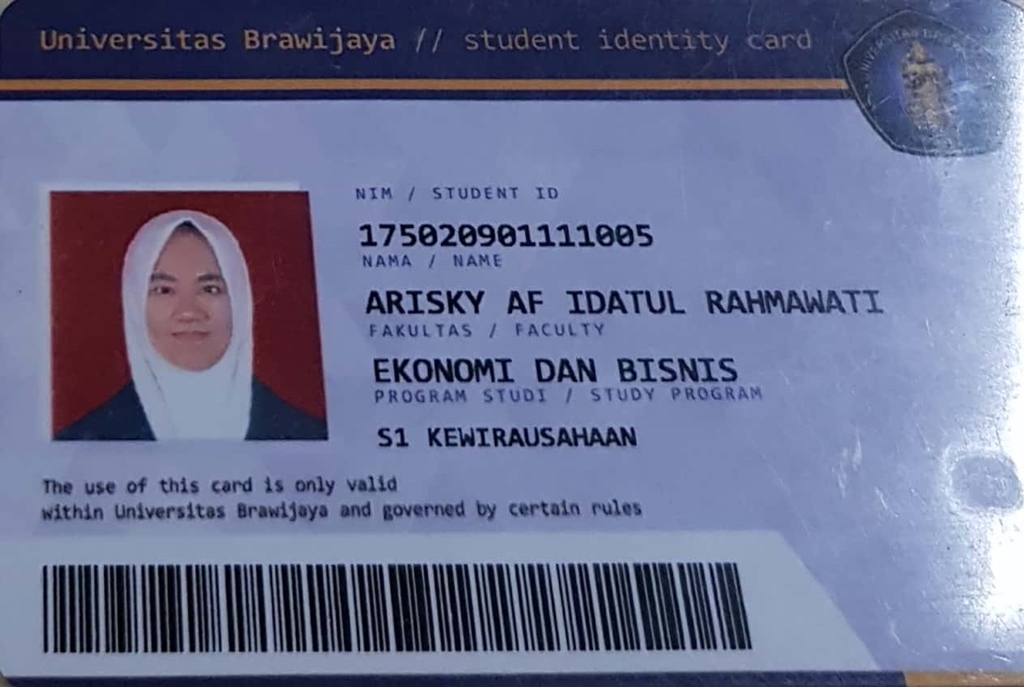 Universitas Brawijaya // student identity card
NIM / STUDENT ID
175020901111005
NAMA / NAME
ARISKY AF IDATUL RAHMAWATI
FAKULTAS / FACULTY
EKONOMI DAN BISNIS
PROGRAM STUDI / STUDY PROGRAM
S1 KEWIRAUSAHAAN
The use of this card is only valid
within Universitas Brawijaya and governed by certain rules